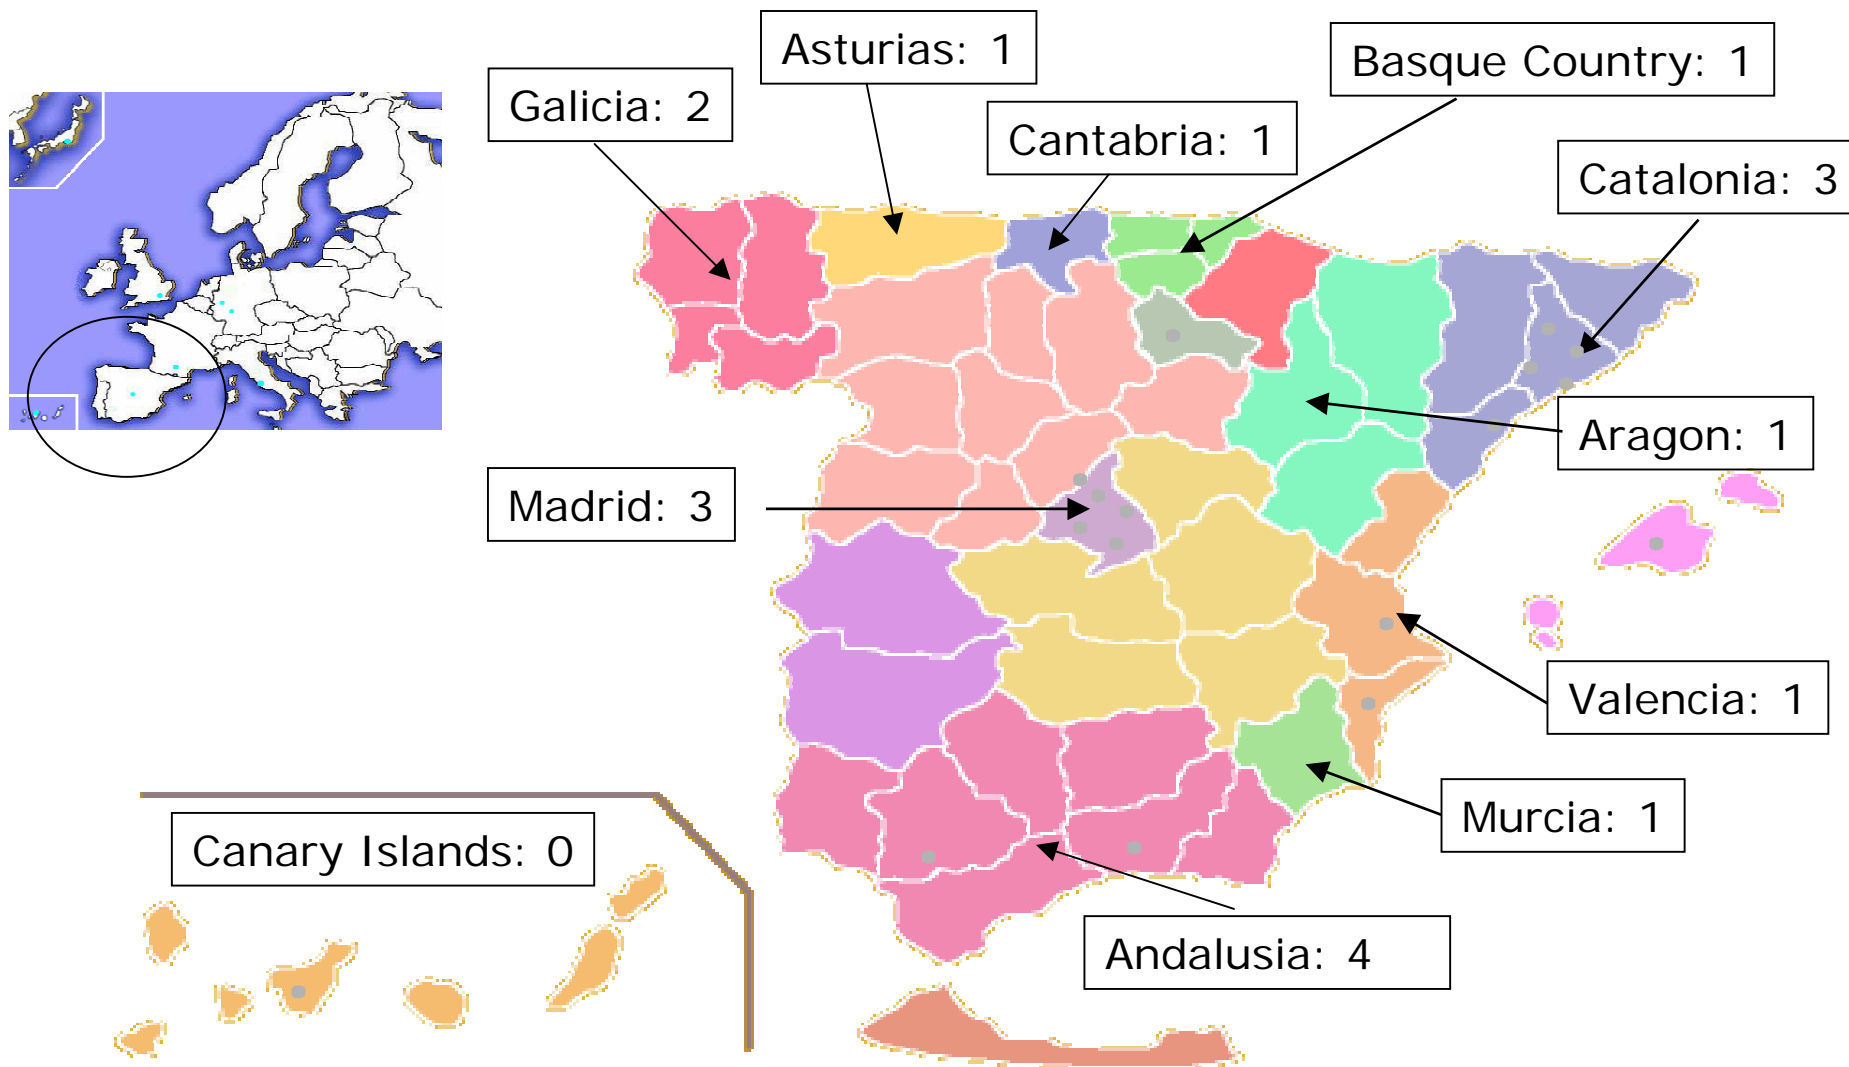 Asturias: 1
Basque Country: 1
Galicia: 2
Cantabria: 1
Catalonia: 3
Aragon: 1
Madrid: 3
Valencia: 1
Murcia: 1
Canary Islands: 0
Andalusia: 4